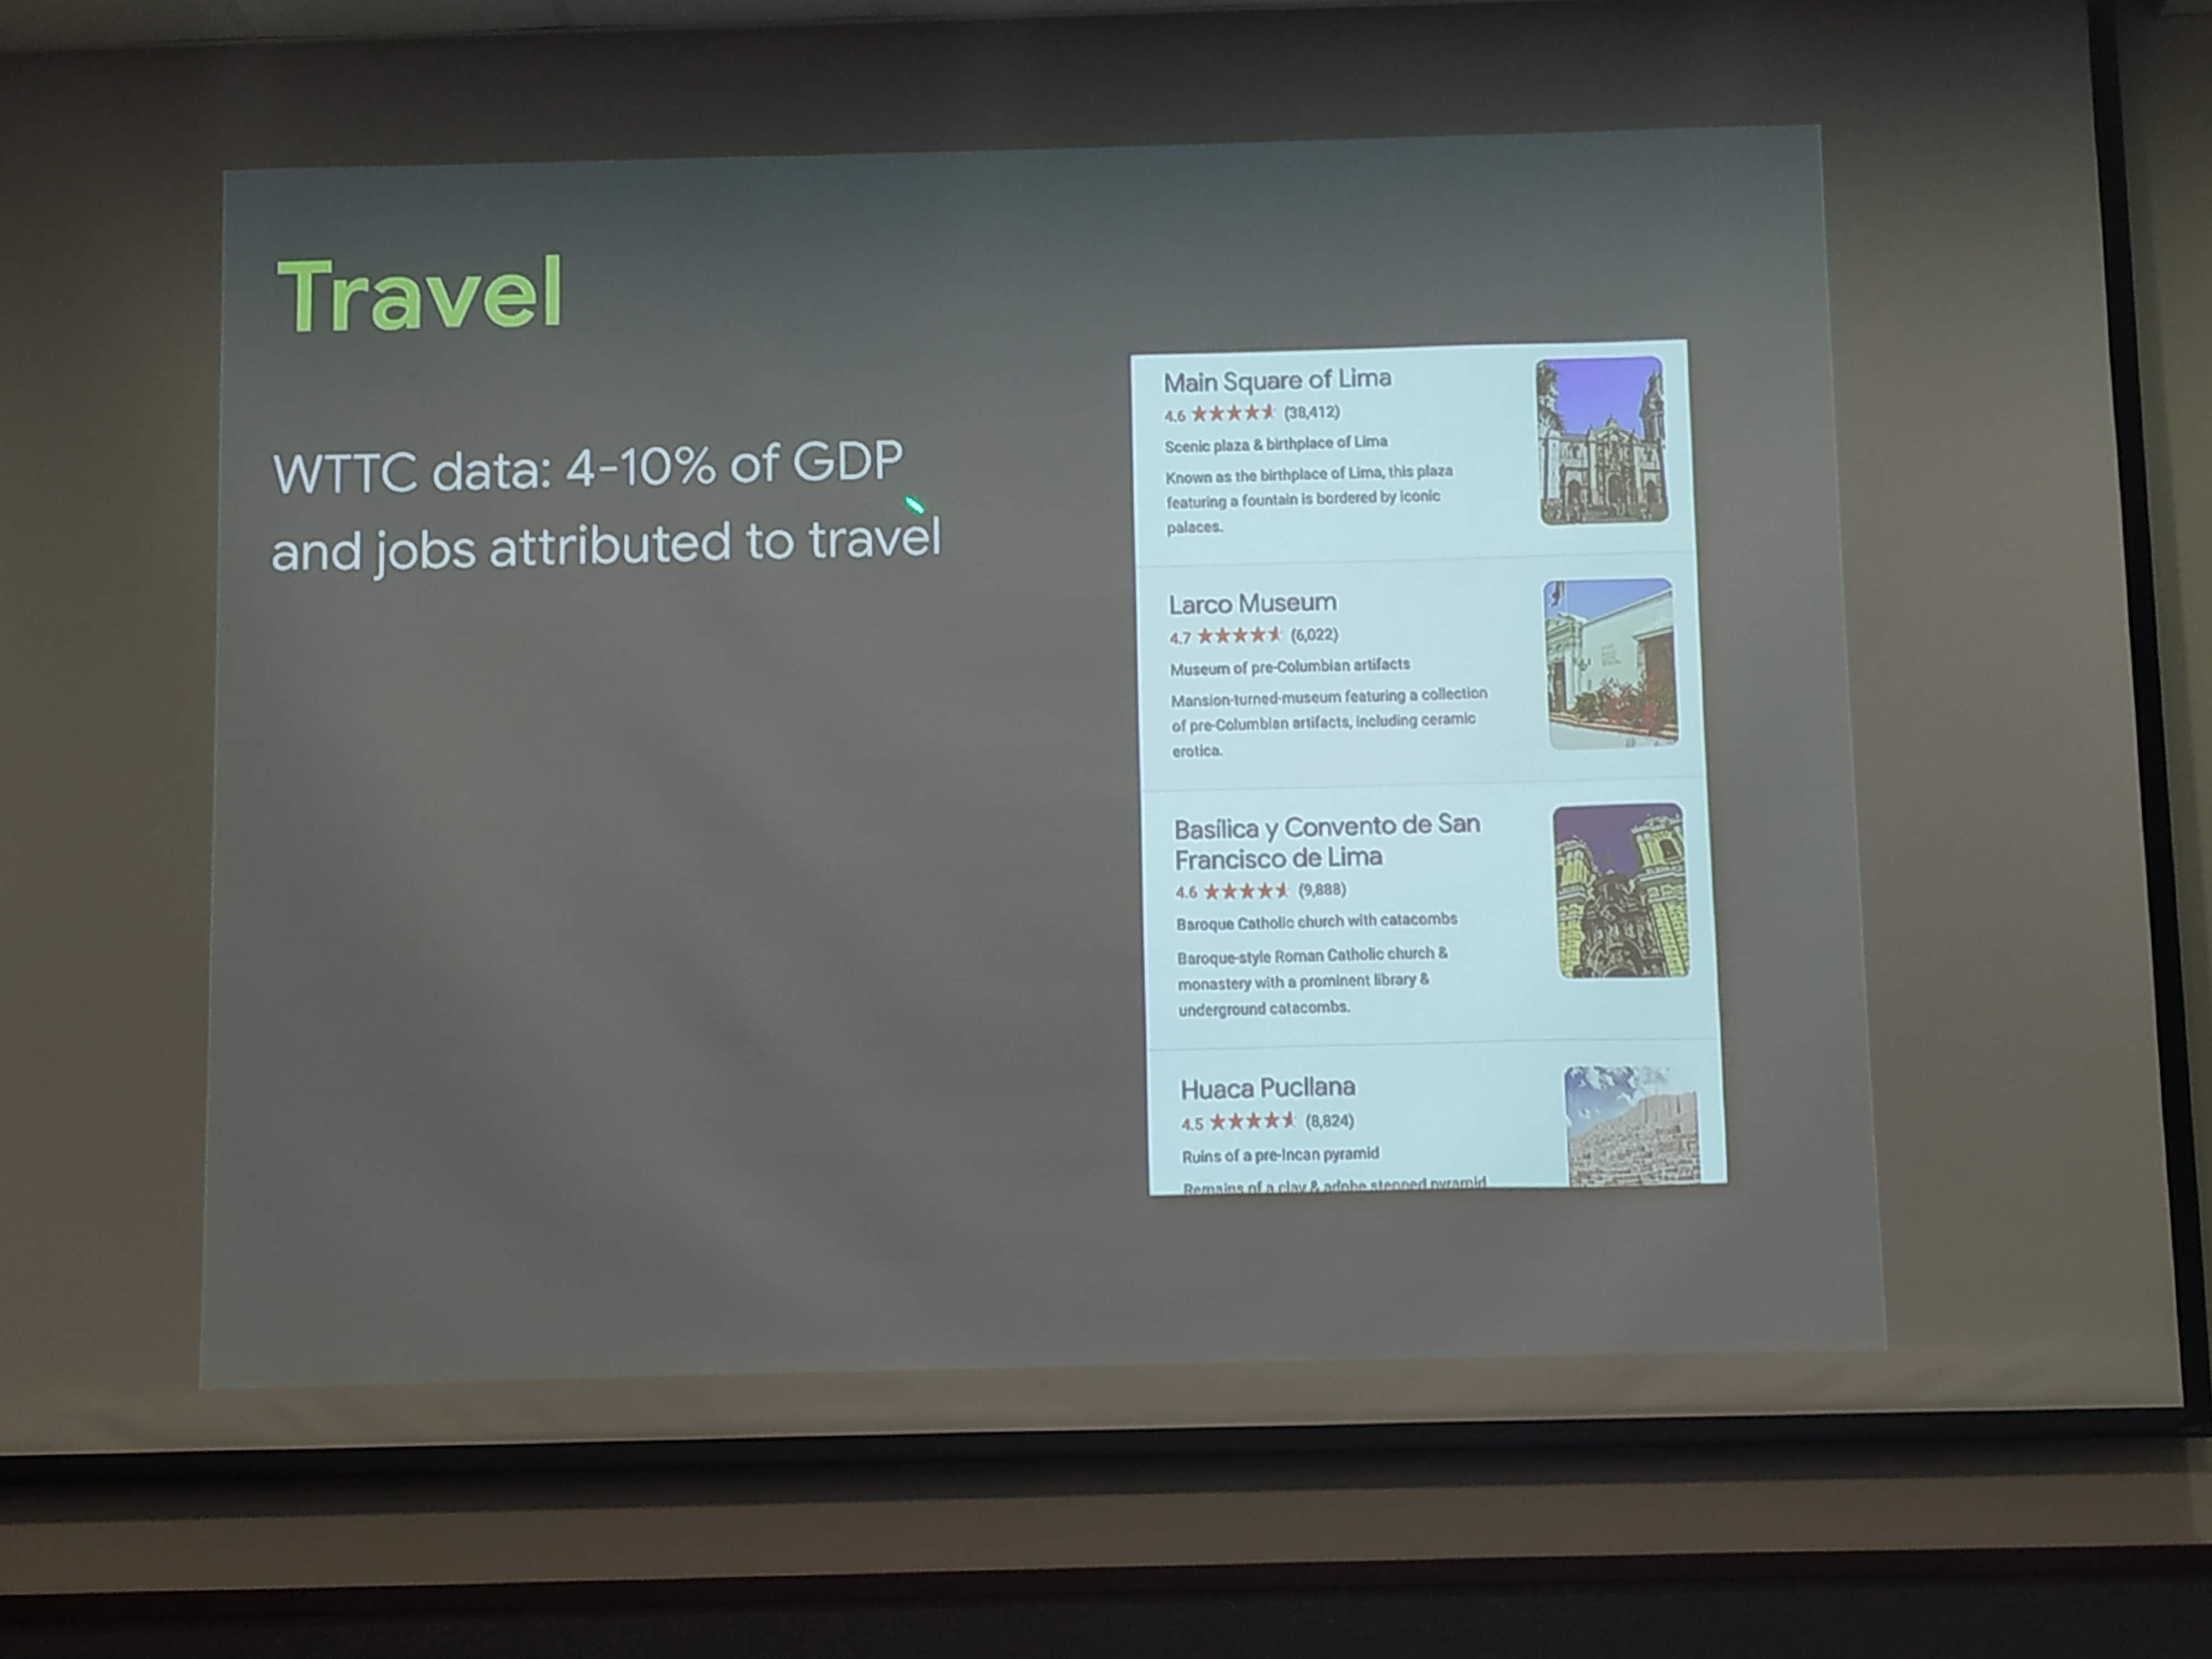 Travel
WTTC data: 4-10% of GDP
and jobs attributed to travel
Main Square of Lima
4.6 ★★★★★ (38,412)
Scenic plaza & birthplace of Lima
Known as the birthplace of Lima, this plaza
featuring a fountain is bordered by iconic
palaces.
Larco Museum
4.7 ★★★★★ (6,022)
Museum of pre-Columbian artifacts
Mansion-turned-museum featuring a collection
of pre-Columbian artifacts, including ceramic
erotica.
Basílica y Convento de San
Francisco de Lima
4.6 ★★★★★ (9,888)
Baroque Catholic church with catacombs
Baroque-style Roman Catholic church &
monastery with a prominent library &
underground catacombs.
Huaca Pucllana
4.5 ★★★★★ (8,824)
Ruins of a pre-Incan pyramid
Remains of a clay & adobe stepped pyramid